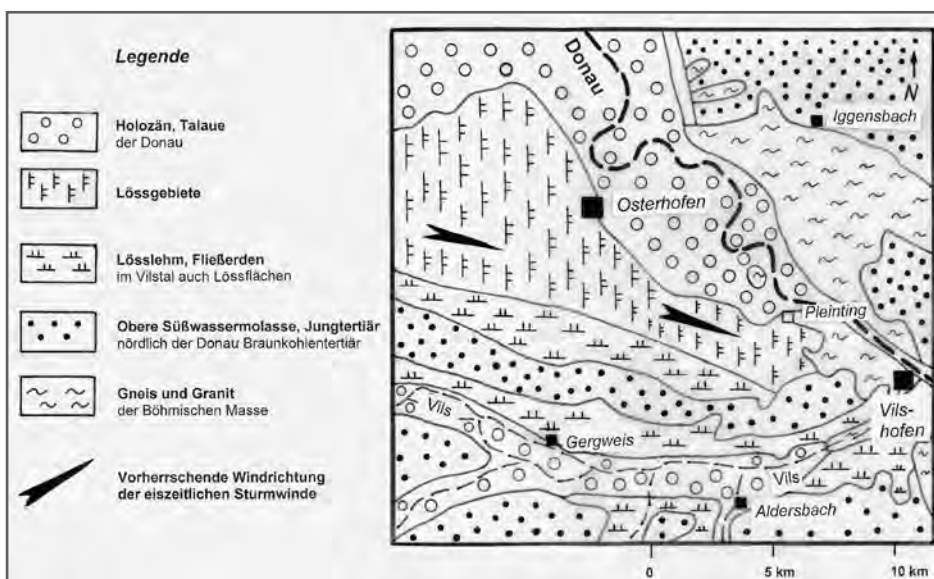 Legende
Holozän, Talaue
der Donau
Lössgebiete
Lösslehm, Fließerden
im Vilstal auch Lössflächen
Obere Süßwassermolasse, Jungtertiär
nördlich der Donau Braunkohlentertiär
Gneis und Granit
der Böhmischen Masse
Vorherrschende Windrichtung
der eiszeitlichen Sturmwinde
Donau
N
Iggensbach
Osterhofen
Pleinting
Vils-
hofen
Vils
Gergweis
Vils
Aldersbach
0 5 km 10 km